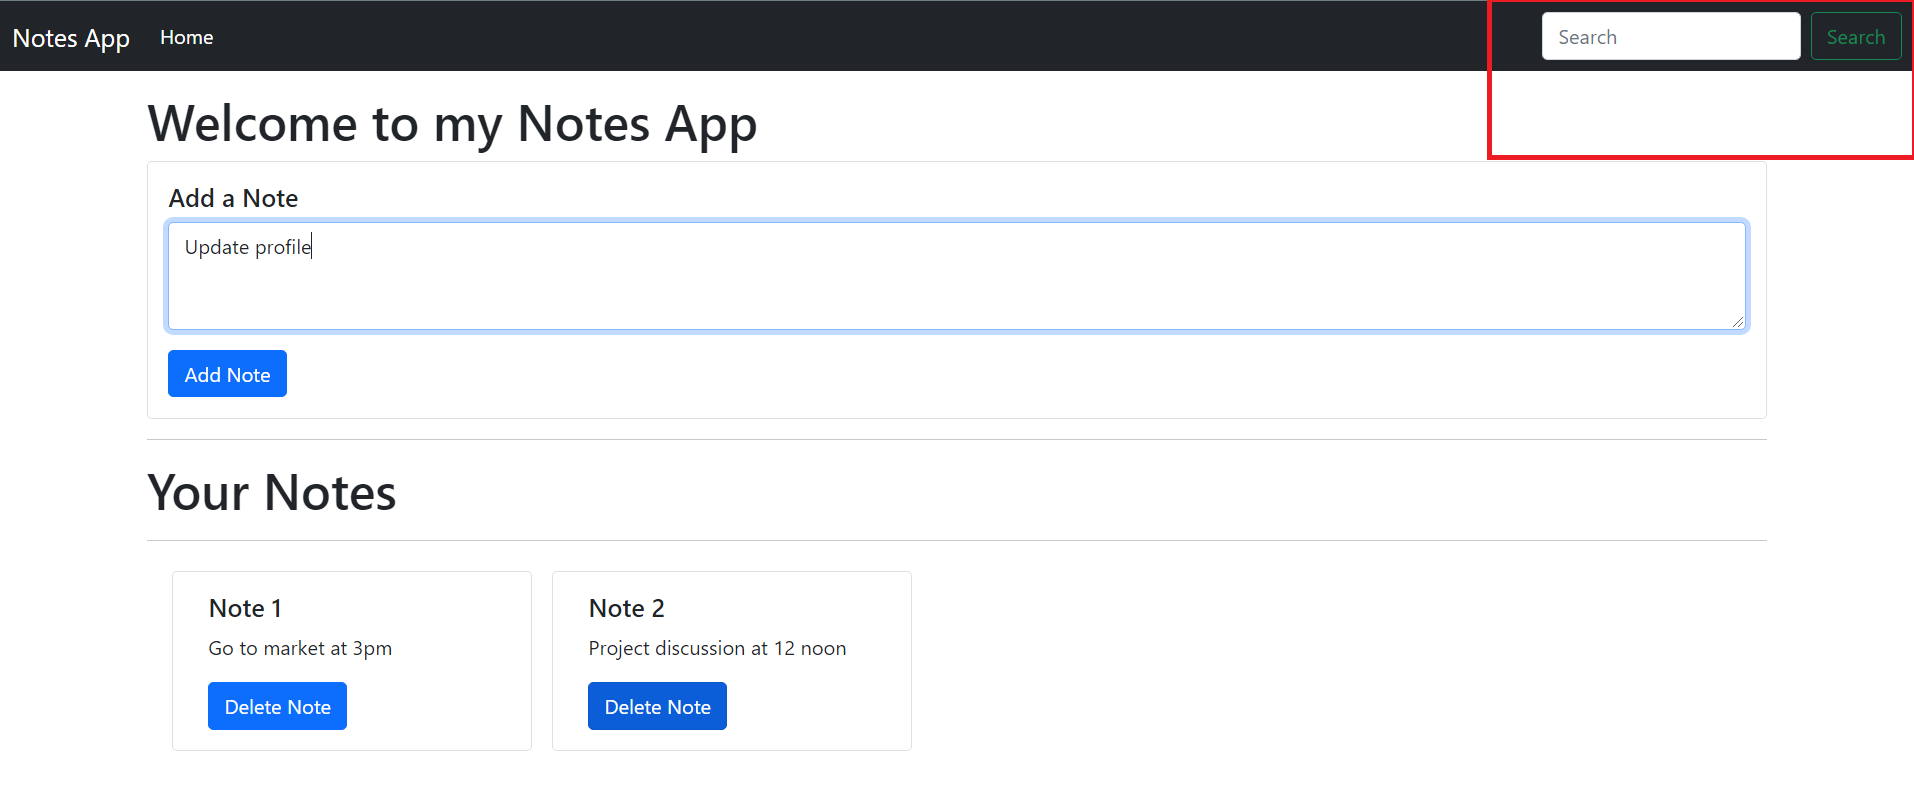 Notes App Home Search Search
Welcome to my Notes App
Add a Note
Update profile
Add Note
Your Notes
Note 1
Go to market at 3pm
Delete Note
Note 2
Project discussion at 12 noon
Delete Note